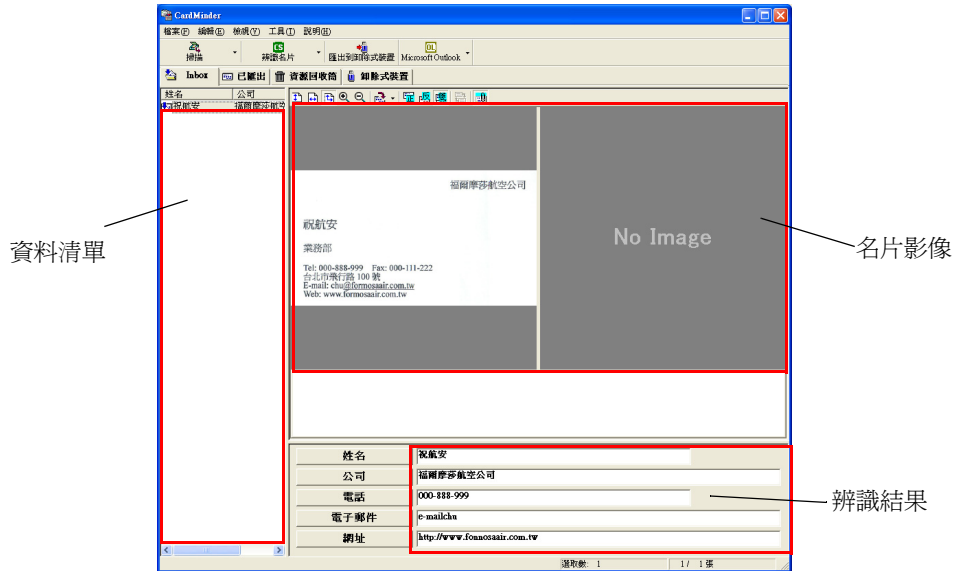 CardMinder
檔案(F) 編輯(E) 檢視(V) 工具(I) 說明(H)
掃描 辨識名片 匯出到卸除式裝置 Microsoft Outlook
Inbox 已匯出 資源回收筒 卸除式裝置
姓名 公司
祝航安 福爾摩莎航空
福爾摩莎航空公司
祝航安
業務部
Tel: 000-888-999 Fax: 000-111-222
台北市飛行路 100 號
E-mail: chu@formosaair.com.tw
Web: www.formosaair.com.tw
No Image
資料清單
名片影像
姓名 祝航安
公司 福爾摩莎航空公司
電話 000-888-999
電子郵件 e-mailchu
網址 http://www.fonnosaair.com.tw
辨識結果
選取數: 1 1 / 1 張